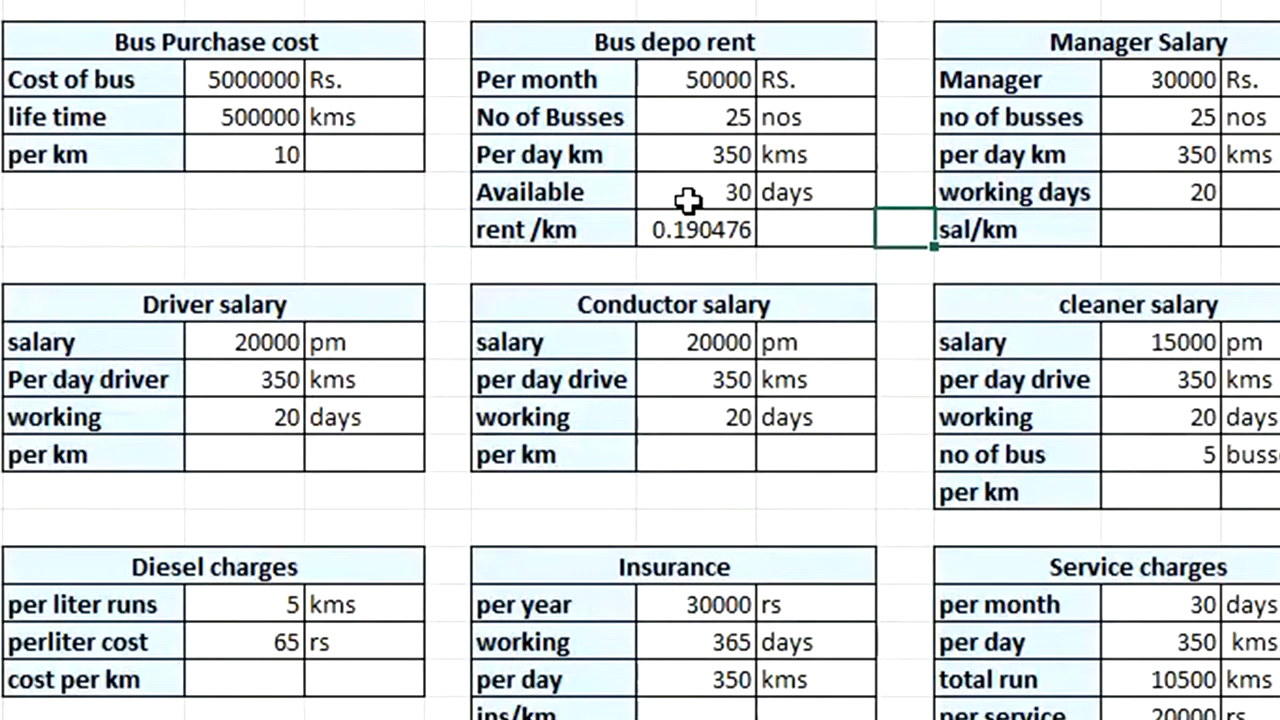 Bus Purchase cost
Cost of bus 5000000 Rs.
life time 500000 kms
per km 10
Bus depo rent
Per month 50000 RS.
No of Busses 25 nos
Per day km 350 kms
Available 30 days
rent /km 0.190476
Manager Salary
Manager 30000 Rs.
no of busses 25 nos
per day km 350 kms
working days 20
sal/km
Driver salary
salary 20000 pm
Per day driver 350 kms
working 20 days
per km
Conductor salary
salary 20000 pm
per day drive 350 kms
working 20 days
per km
cleaner salary
salary 15000 pm
per day drive 350 kms
working 20 days
no of bus 5 buss
per km
Diesel charges
per liter runs 5 kms
perliter cost 65 rs
cost per km
Insurance
per year 30000 rs
working 365 days
per day 350 kms
ins/km
Service charges
per month 30 days
per day 350 kms
total run 10500 kms
per service 20000 rs